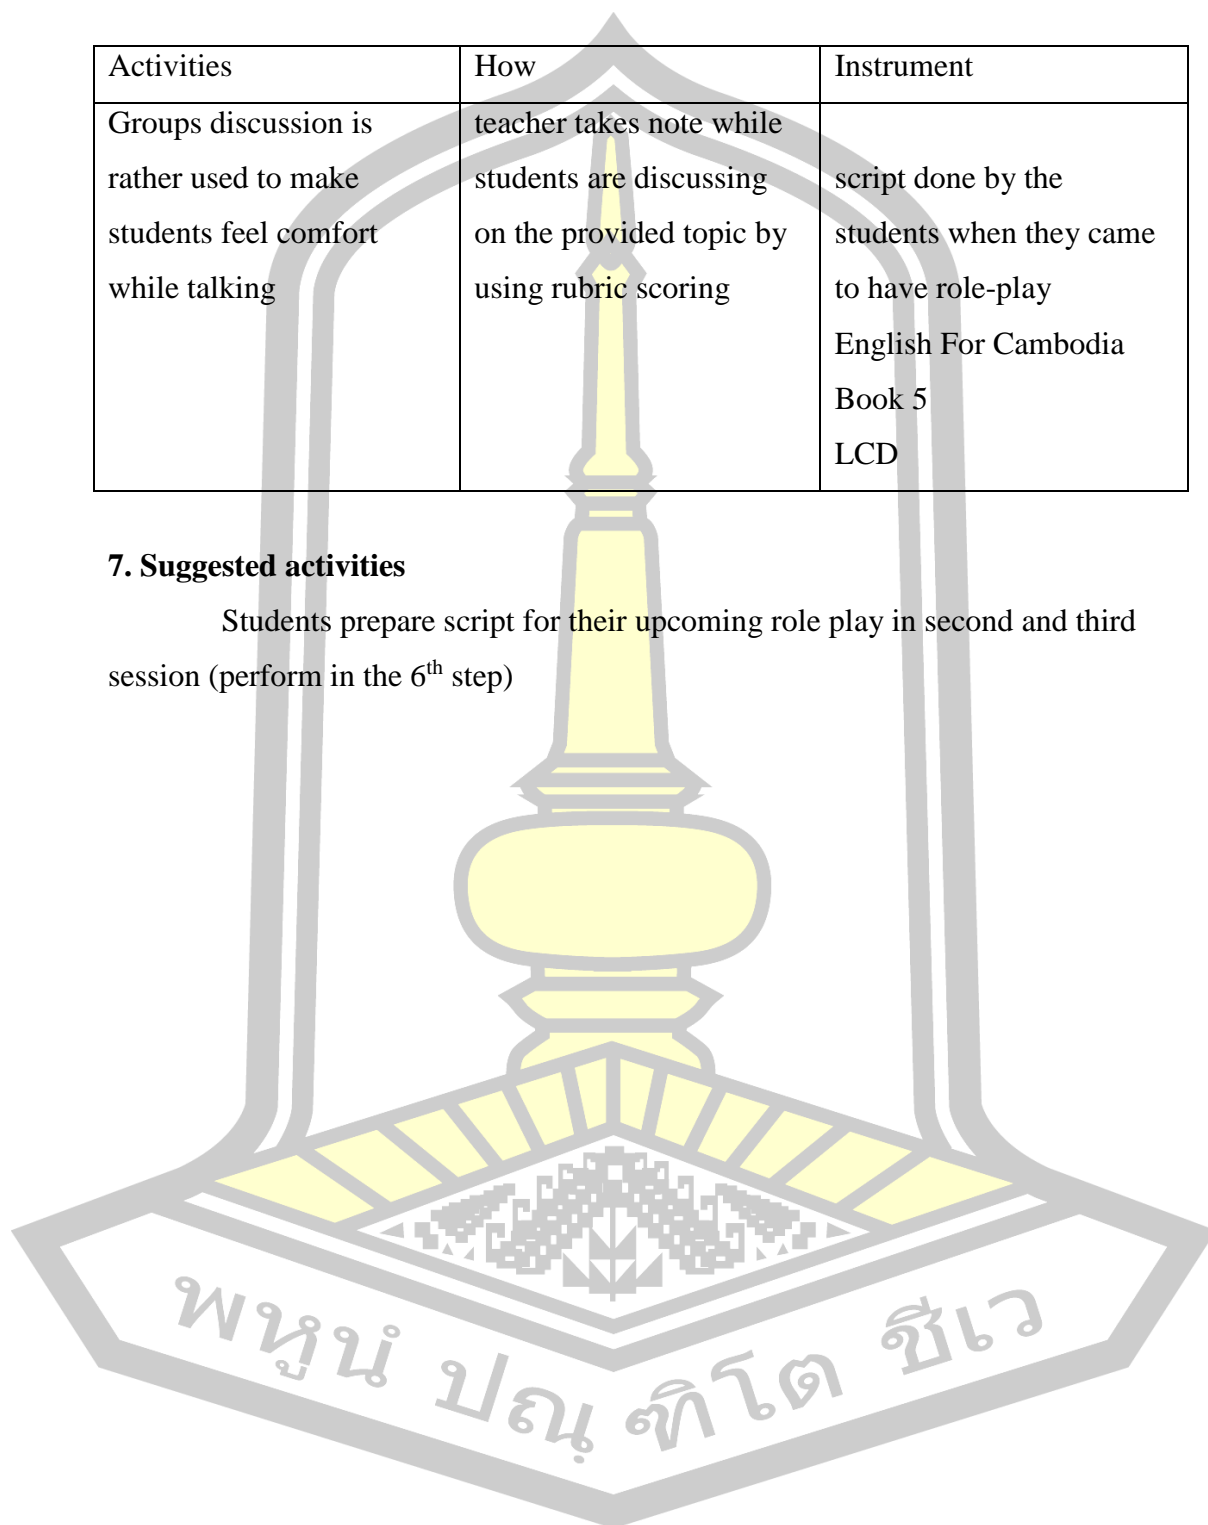 Activities
How
Instrument
Groups discussion is
rather used to make
students feel comfort
while talking
teacher takes note while
students are discussing
on the provided topic by
using rubric scoring
script done by the
students when they came
to have role-play
English For Cambodia
Book 5
LCD
7. Suggested activities
Students prepare script for their upcoming role play in second and third
session (perform in the 6th step)
พหูนํ ปณฺฑิโต ชีเว